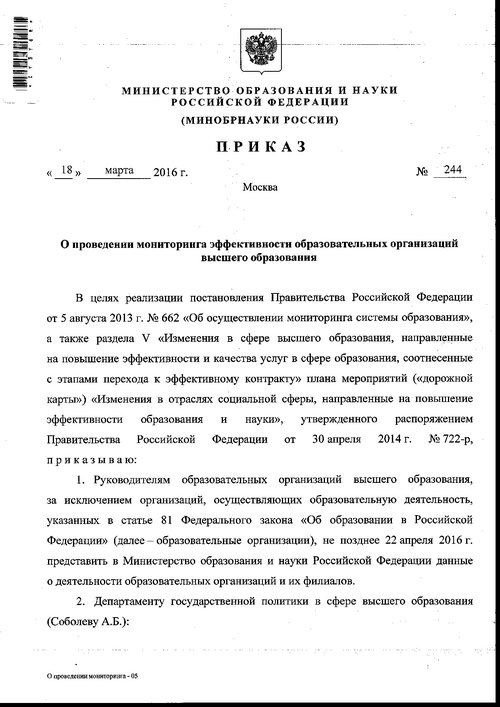 МИНИСТЕРСТВО ОБРАЗОВАНИЯ И НАУКИ
РОССИЙСКОЙ ФЕДЕРАЦИИ
(МИНОБРНАУКИ РОССИИ)
ПРИКАЗ
« 18 » марта 2016 г. № 244
Москва
О проведении мониторинга эффективности образовательных организаций
высшего образования
В целях реализации постановления Правительства Российской Федерации
от 5 августа 2013 г. № 662 «Об осуществлении мониторинга системы образования»,
а также раздела V «Изменения в сфере высшего образования, направленные
на повышение эффективности и качества услуг в сфере образования, соотнесенные
с этапами перехода к эффективному контракту» плана мероприятий («дорожной
карты») «Изменения в отраслях социальной сферы, направленные на повышение
эффективности образования и науки», утвержденного распоряжением
Правительства Российской Федерации от 30 апреля 2014 г. № 722-р,
приказываю:
1. Руководителям образовательных организаций высшего образования,
за исключением организаций, осуществляющих образовательную деятельность,
указанных в статье 81 Федерального закона «Об образовании в Российской
Федерации» (далее – образовательные организации), не позднее 22 апреля 2016 г.
представить в Министерство образования и науки Российской Федерации данные
о деятельности образовательных организаций и их филиалов.
2. Департаменту государственной политики в сфере высшего образования
(Соболеву А.Б.):
О проведении мониторинга - 05